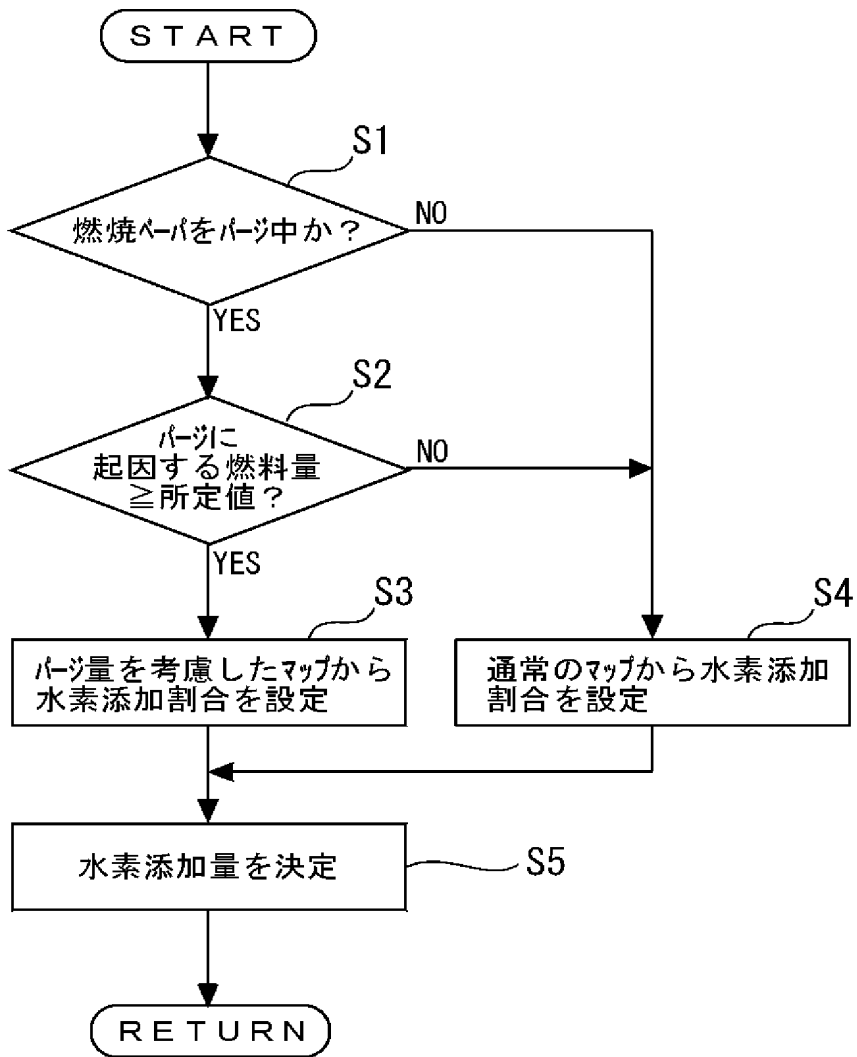 START
S1
燃焼ベーパをパージ中か？
NO
YES
S2
パージに
起因する燃料量
≧所定値？
NO
YES
S3
パージ量を考慮したマップから
水素添加割合を設定
S4
通常のマップから水素添加
割合を設定
水素添加量を決定
S5
RETURN